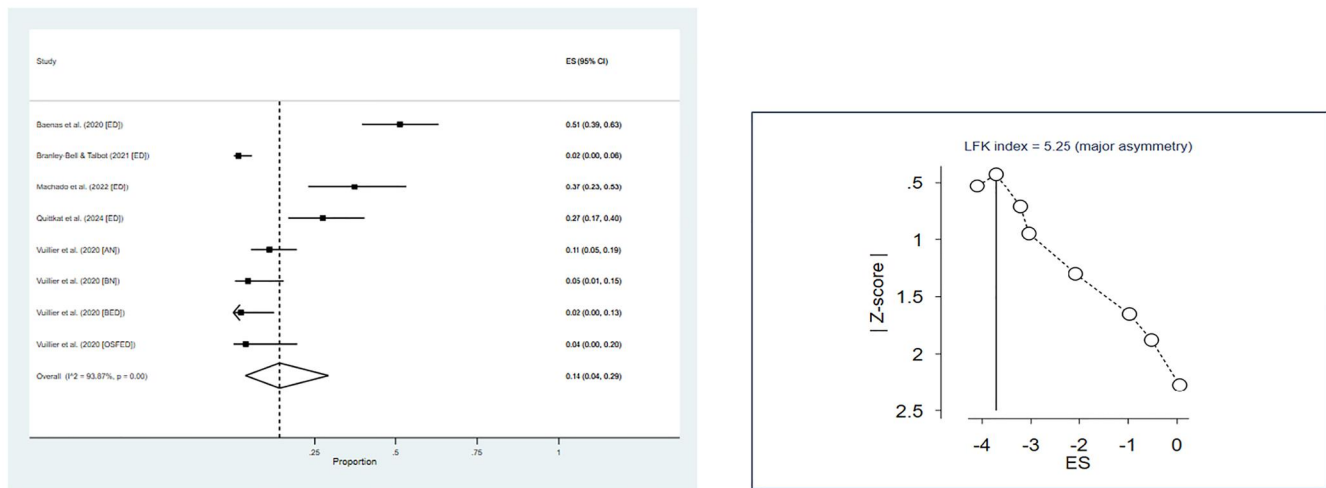 Study ES (95% CI)
Baenas et al. (2020 [ED]) 0.51 (0.39, 0.63)
Branley-Bell & Talbot (2021 [ED]) 0.02 (0.00, 0.06)
Machado et al. (2022 [ED]) 0.37 (0.23, 0.53)
Quittkat et al. (2024 [ED]) 0.27 (0.17, 0.40)
Vuillier et al. (2020 [AN]) 0.11 (0.05, 0.19)
Vuillier et al. (2020 [BN]) 0.05 (0.01, 0.15)
Vuillier et al. (2020 [BED]) 0.02 (0.00, 0.13)
Vuillier et al. (2020 [OSFED]) 0.04 (0.00, 0.20)
Overall (I^2 = 93.87%, p = 0.00) 0.14 (0.04, 0.29)
.25 .5 .75 1
Proportion
LFK index = 5.25 (major asymmetry)
| Z-score |
.5
1
1.5
2
2.5
-4 -3 -2 -1 0
ES